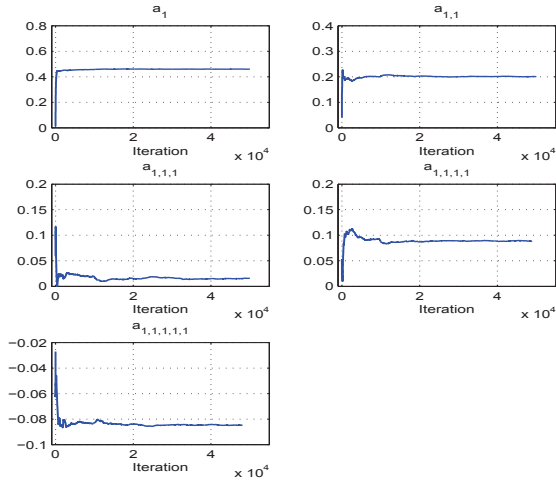 a1
0.8
0.6
0.4
0.2
0
0 2 4
Iteration
x 10^4
a1,1
0.4
0.3
0.2
0.1
0
0 2 4
Iteration
x 10^4
a1,1,1
0.2
0.15
0.1
0.05
0
0 2 4
Iteration
x 10^4
a1,1,1,1
0.2
0.15
0.1
0.05
0
0 2 4
Iteration
x 10^4
a1,1,1,1,1
−0.02
−0.04
−0.06
−0.08
−0.1
0 2 4
Iteration
x 10^4